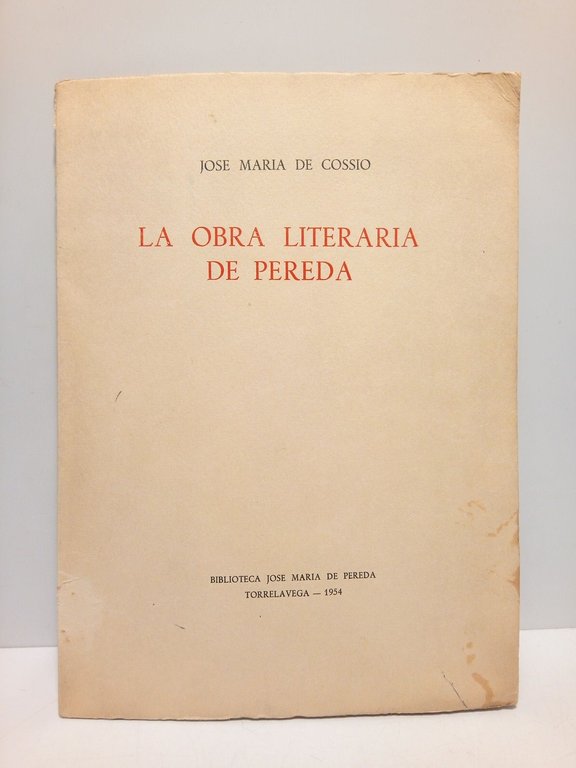 JOSE MARIA DE COSSIO
LA OBRA LITERARIA
DE PEREDA
BIBLIOTECA JOSE MARIA DE PEREDA
TORRELAVEGA — 1954